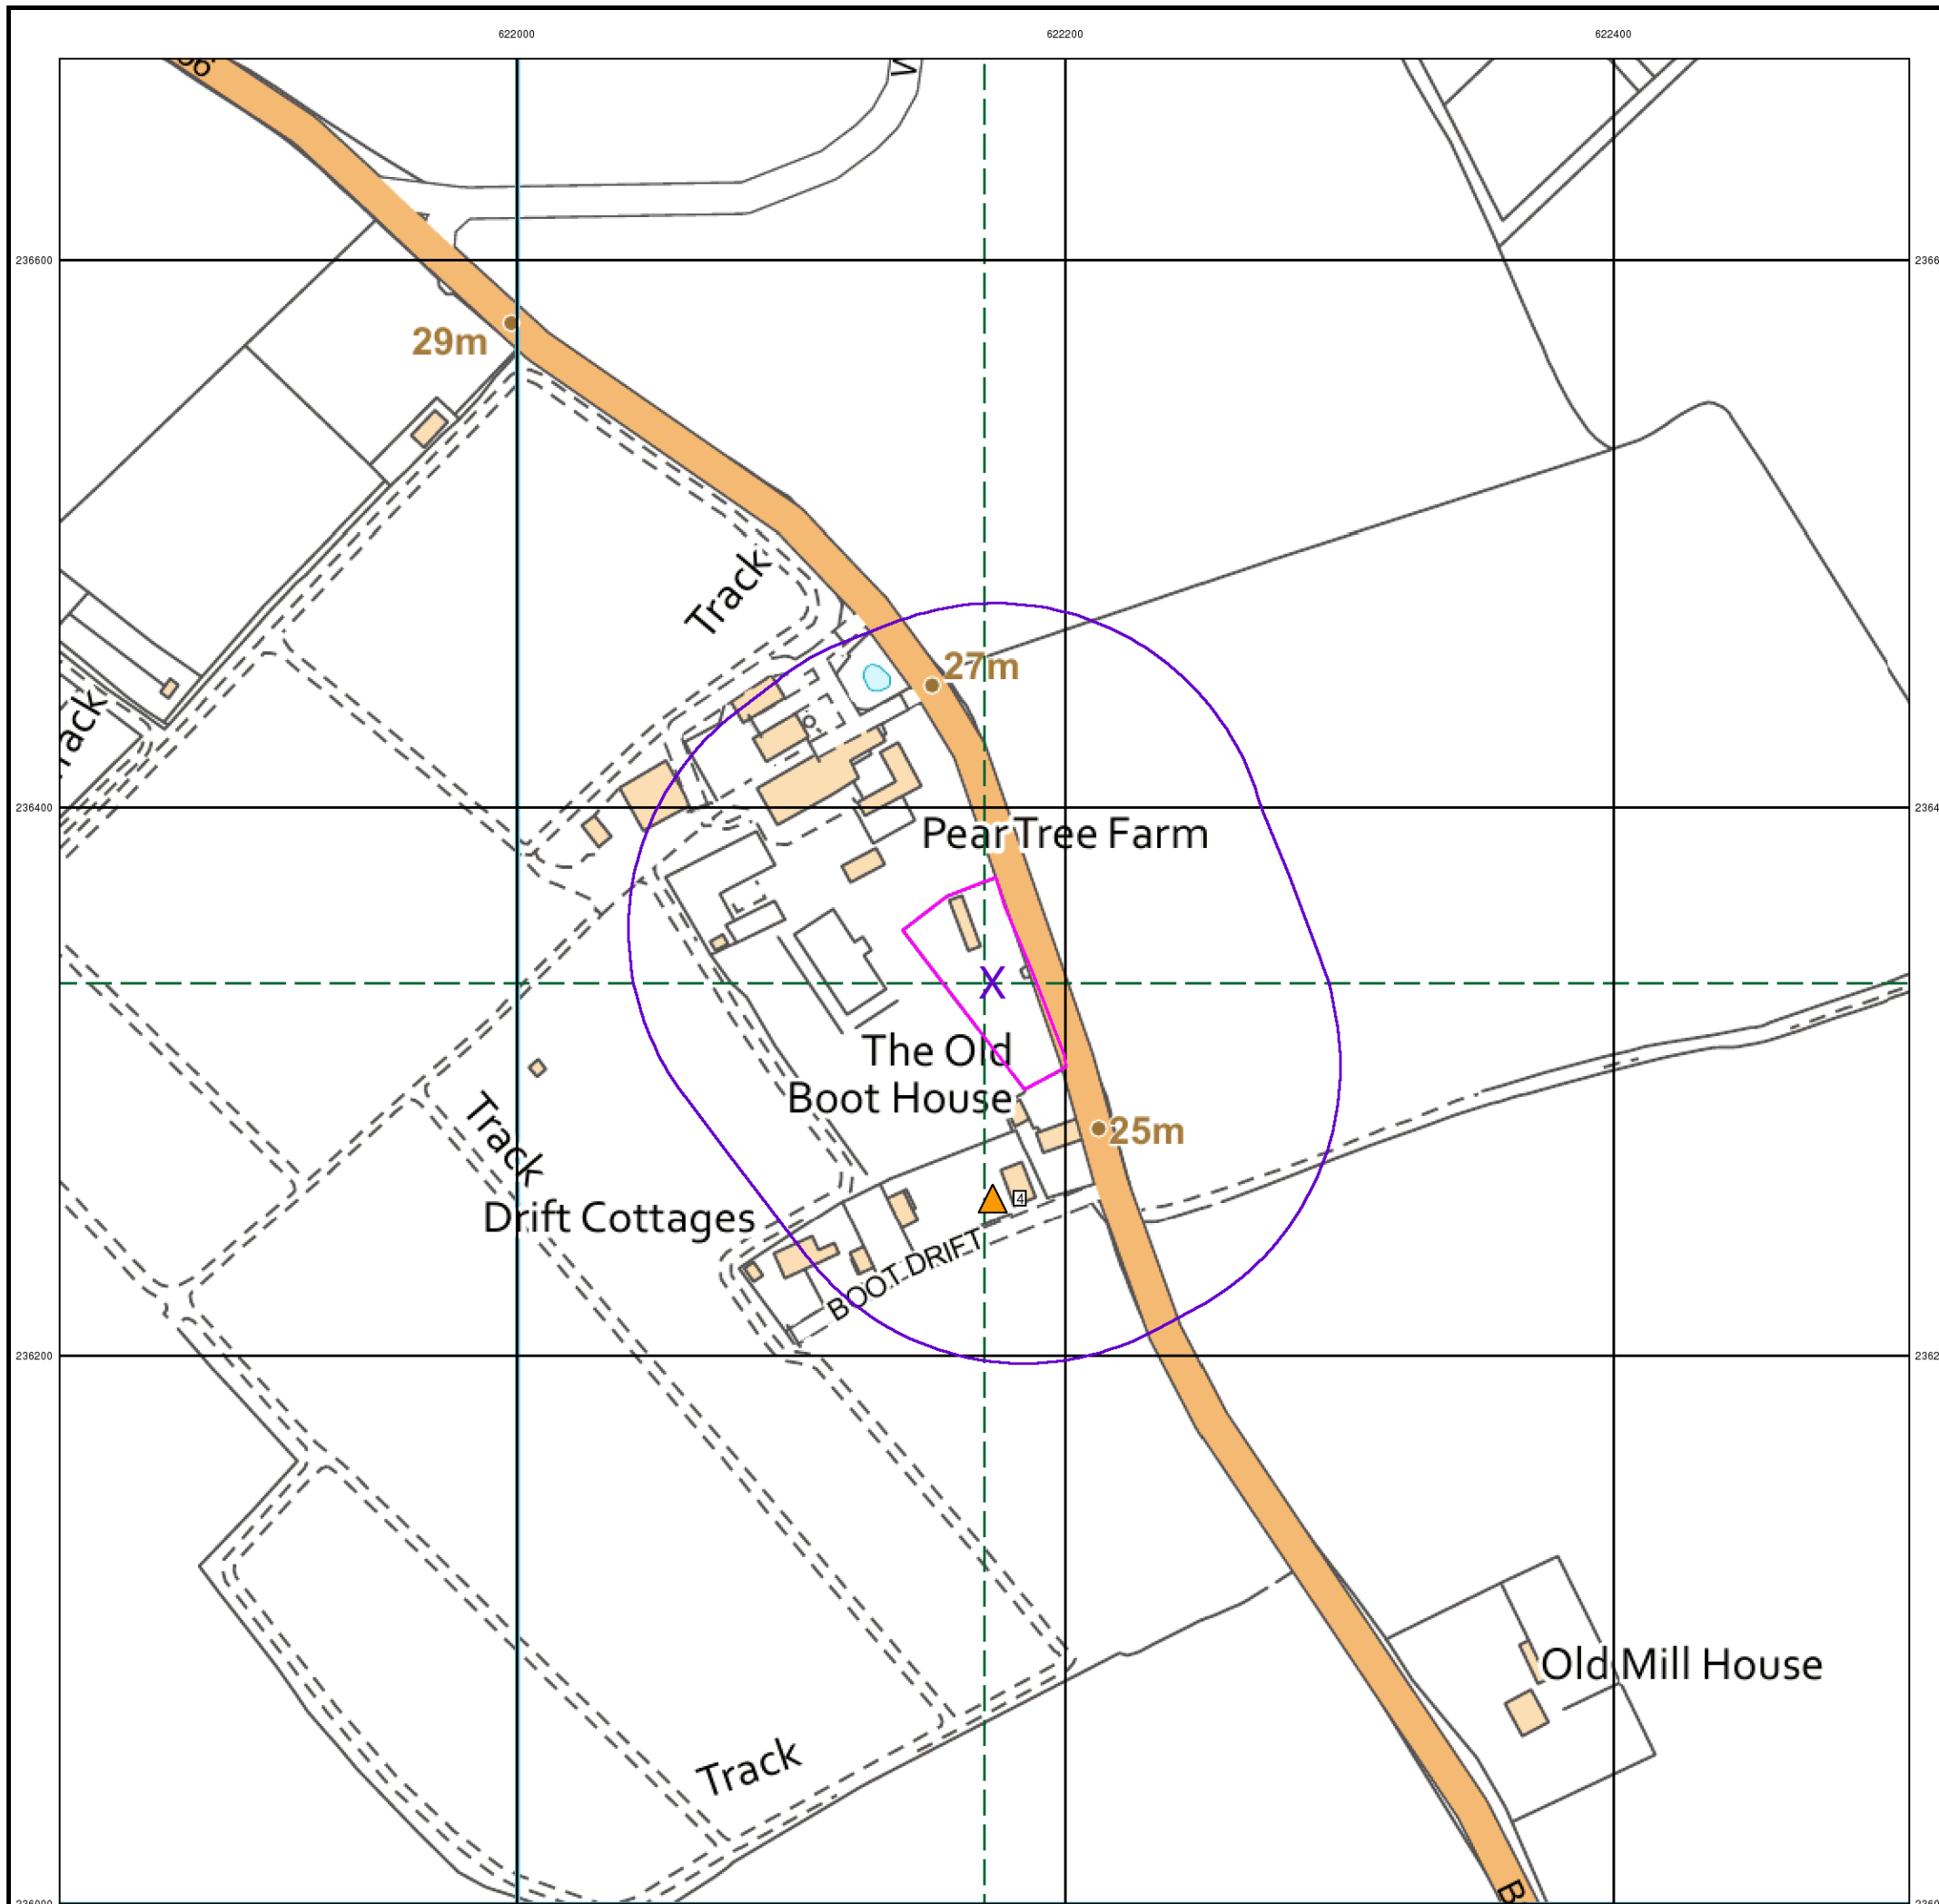 622000
622200
622400
236600
29m
Track
27m
Track
236400
Pear Tree Farm
X
The Old
Boot House
25m
Track
Drift Cottages
4
BOOT DRIFT
236200
Old Mill House
Track
B